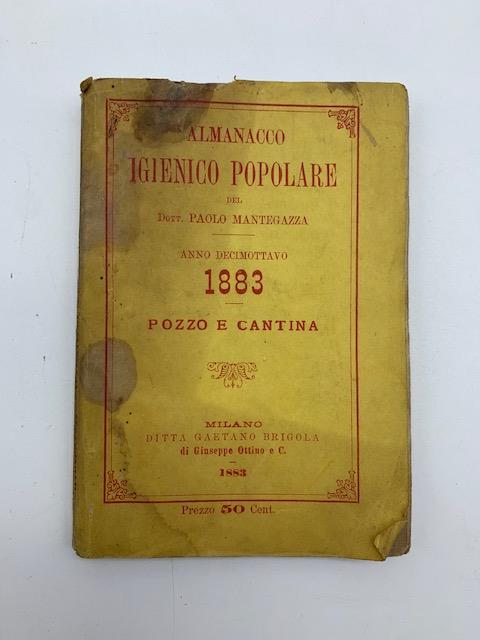 ALMANACCO
IGIENICO POPOLARE
DEL
DOTT. PAOLO MANTEGAZZA
ANNO DECIMOTTAVO
1883
POZZO E CANTINA
MILANO
DITTA GAETANO BRIGOLA
di Giuseppe Ottino e C.
1883
Prezzo 50 Cent.